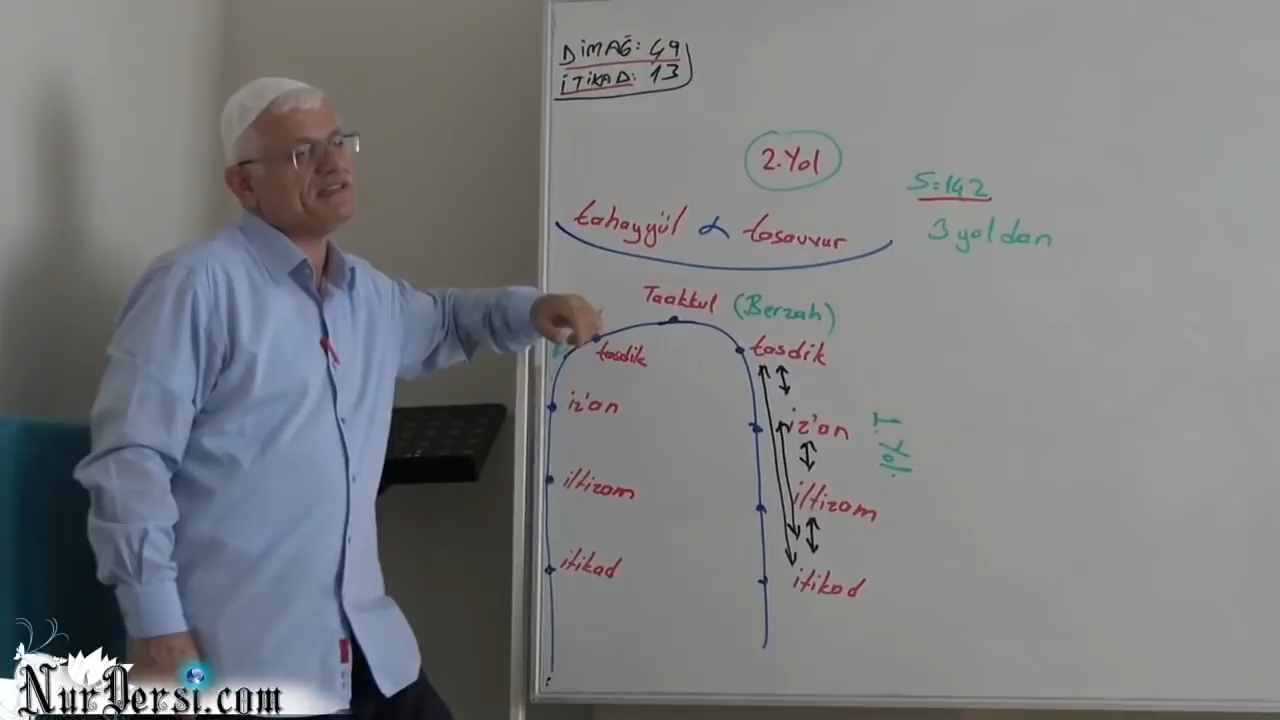 DİMAĞ: 49
İTİKAD: 13
2. Yol
S=142
3 yoldan
tahayyül & tasavvur
Taakkul (Berzah)
tasdik
iz'an
iltizam
itikad
tasdik
iz'an
iltizam
itikad
1. Yol
NurDersi.com